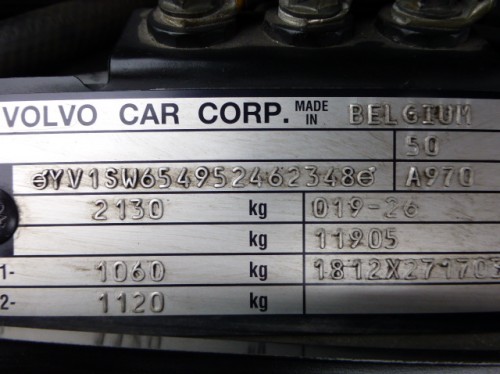 VOLVO CAR CORP. MADE IN BELGIUM
50
YV1SW654952462348 A970
2130 kg 019-26
kg 11905
1- 1060 kg 1812X271703
2- 1120 kg